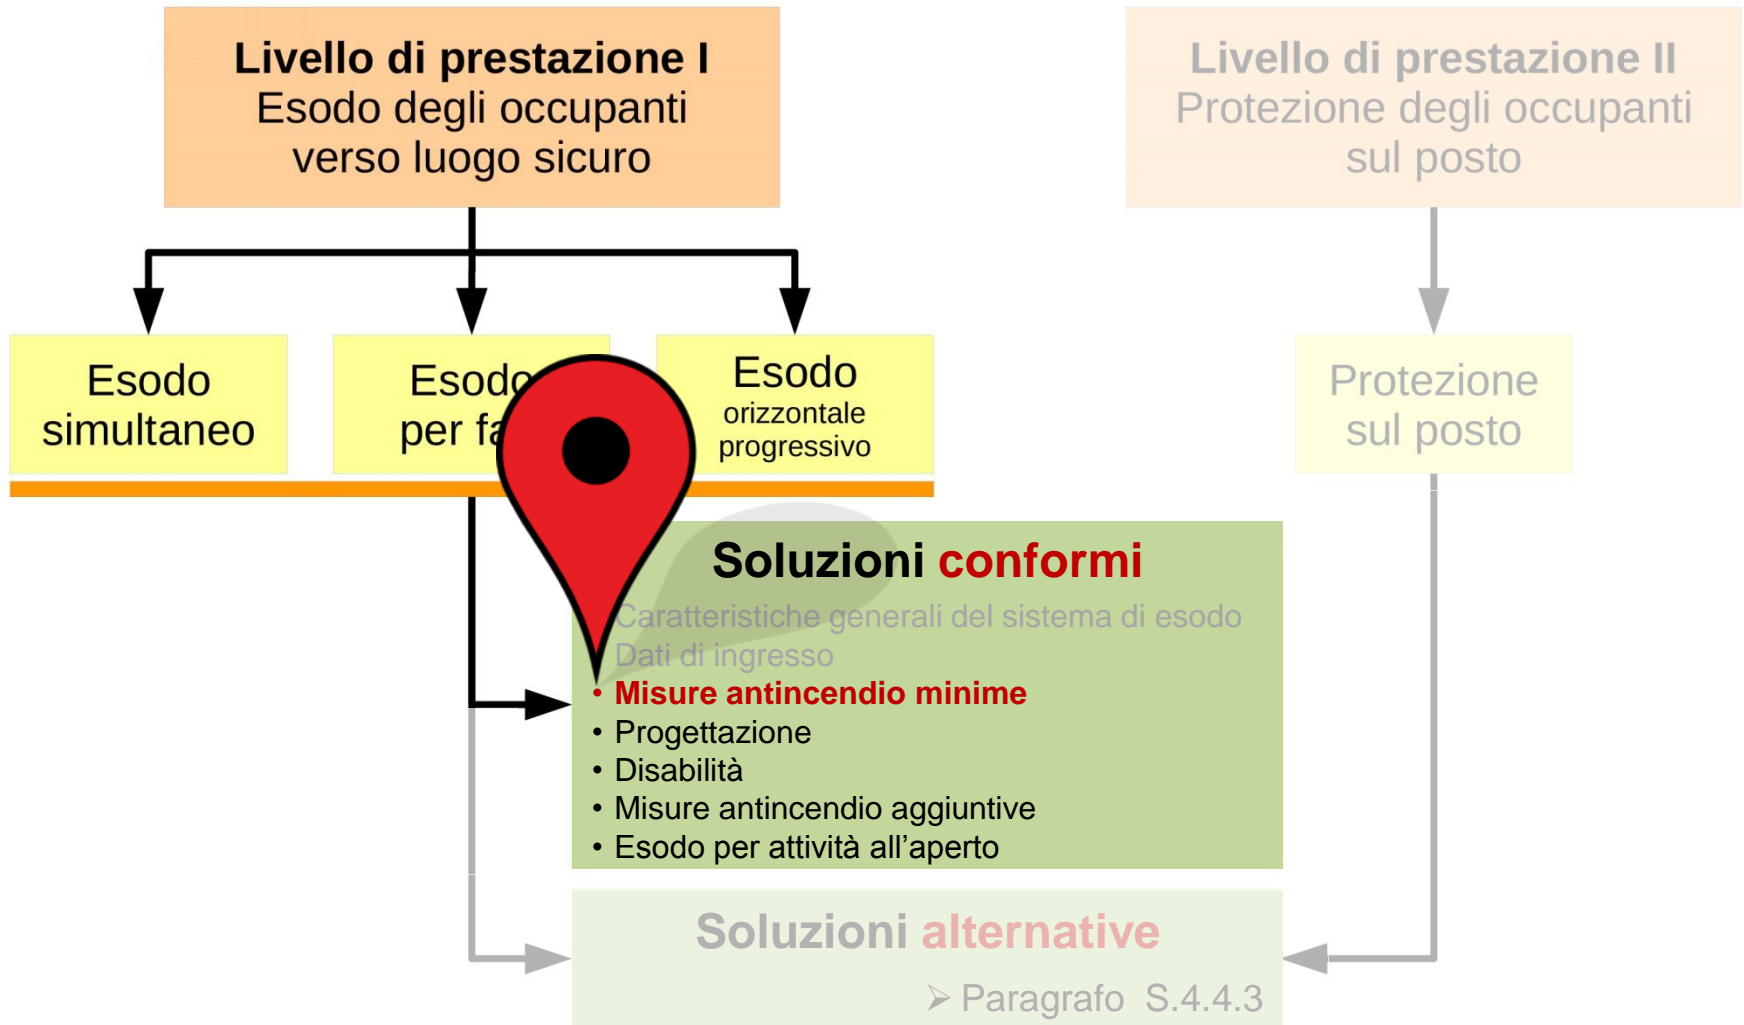 Livello di prestazione I
Esodo degli occupanti
verso luogo sicuro
Livello di prestazione II
Protezione degli occupanti
sul posto
Esodo
simultaneo
Esodo
per
Esodo
orizzontale
progressivo
Protezione
sul posto
Soluzioni conformi
Caratteristiche generali del sistema di esodo
Dati di ingresso
• Misure antincendio minime
• Progettazione
• Disabilità
• Misure antincendio aggiuntive
• Esodo per attività all’aperto
Soluzioni alternative
➢ Paragrafo S.4.4.3